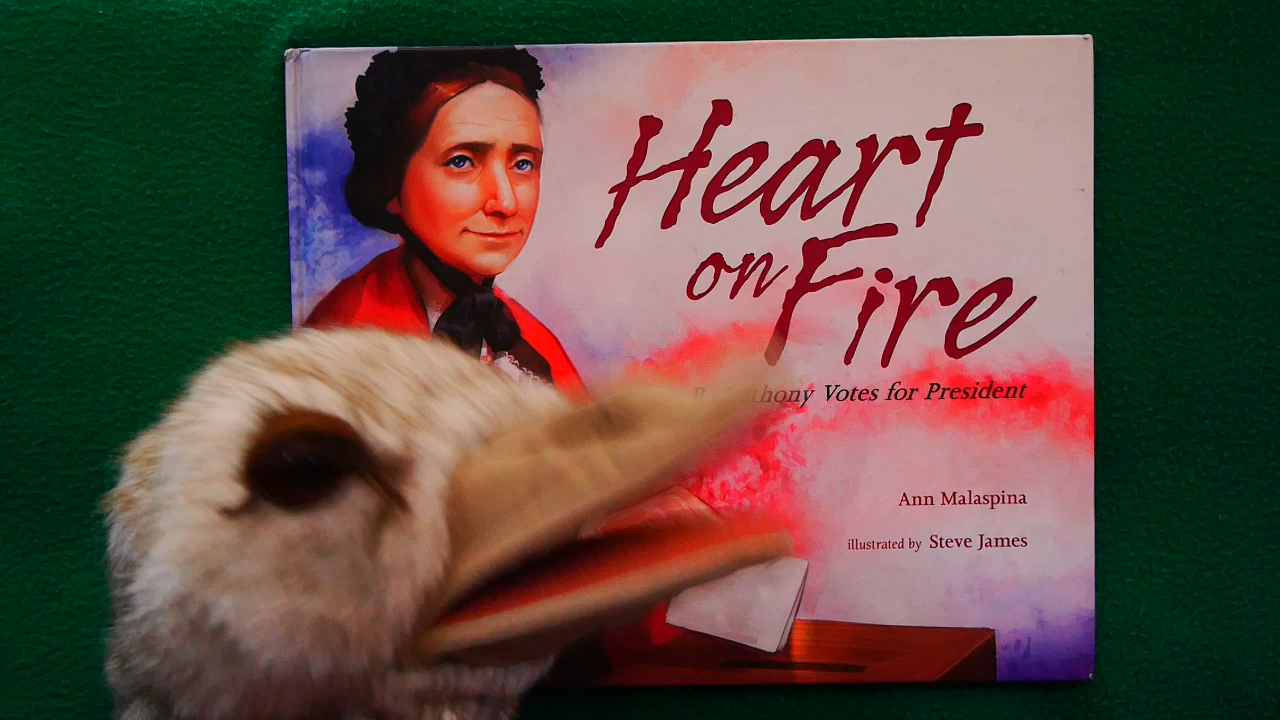 Heart
on Fire
Votes for President
Ann Malaspina
illustrated by Steve James